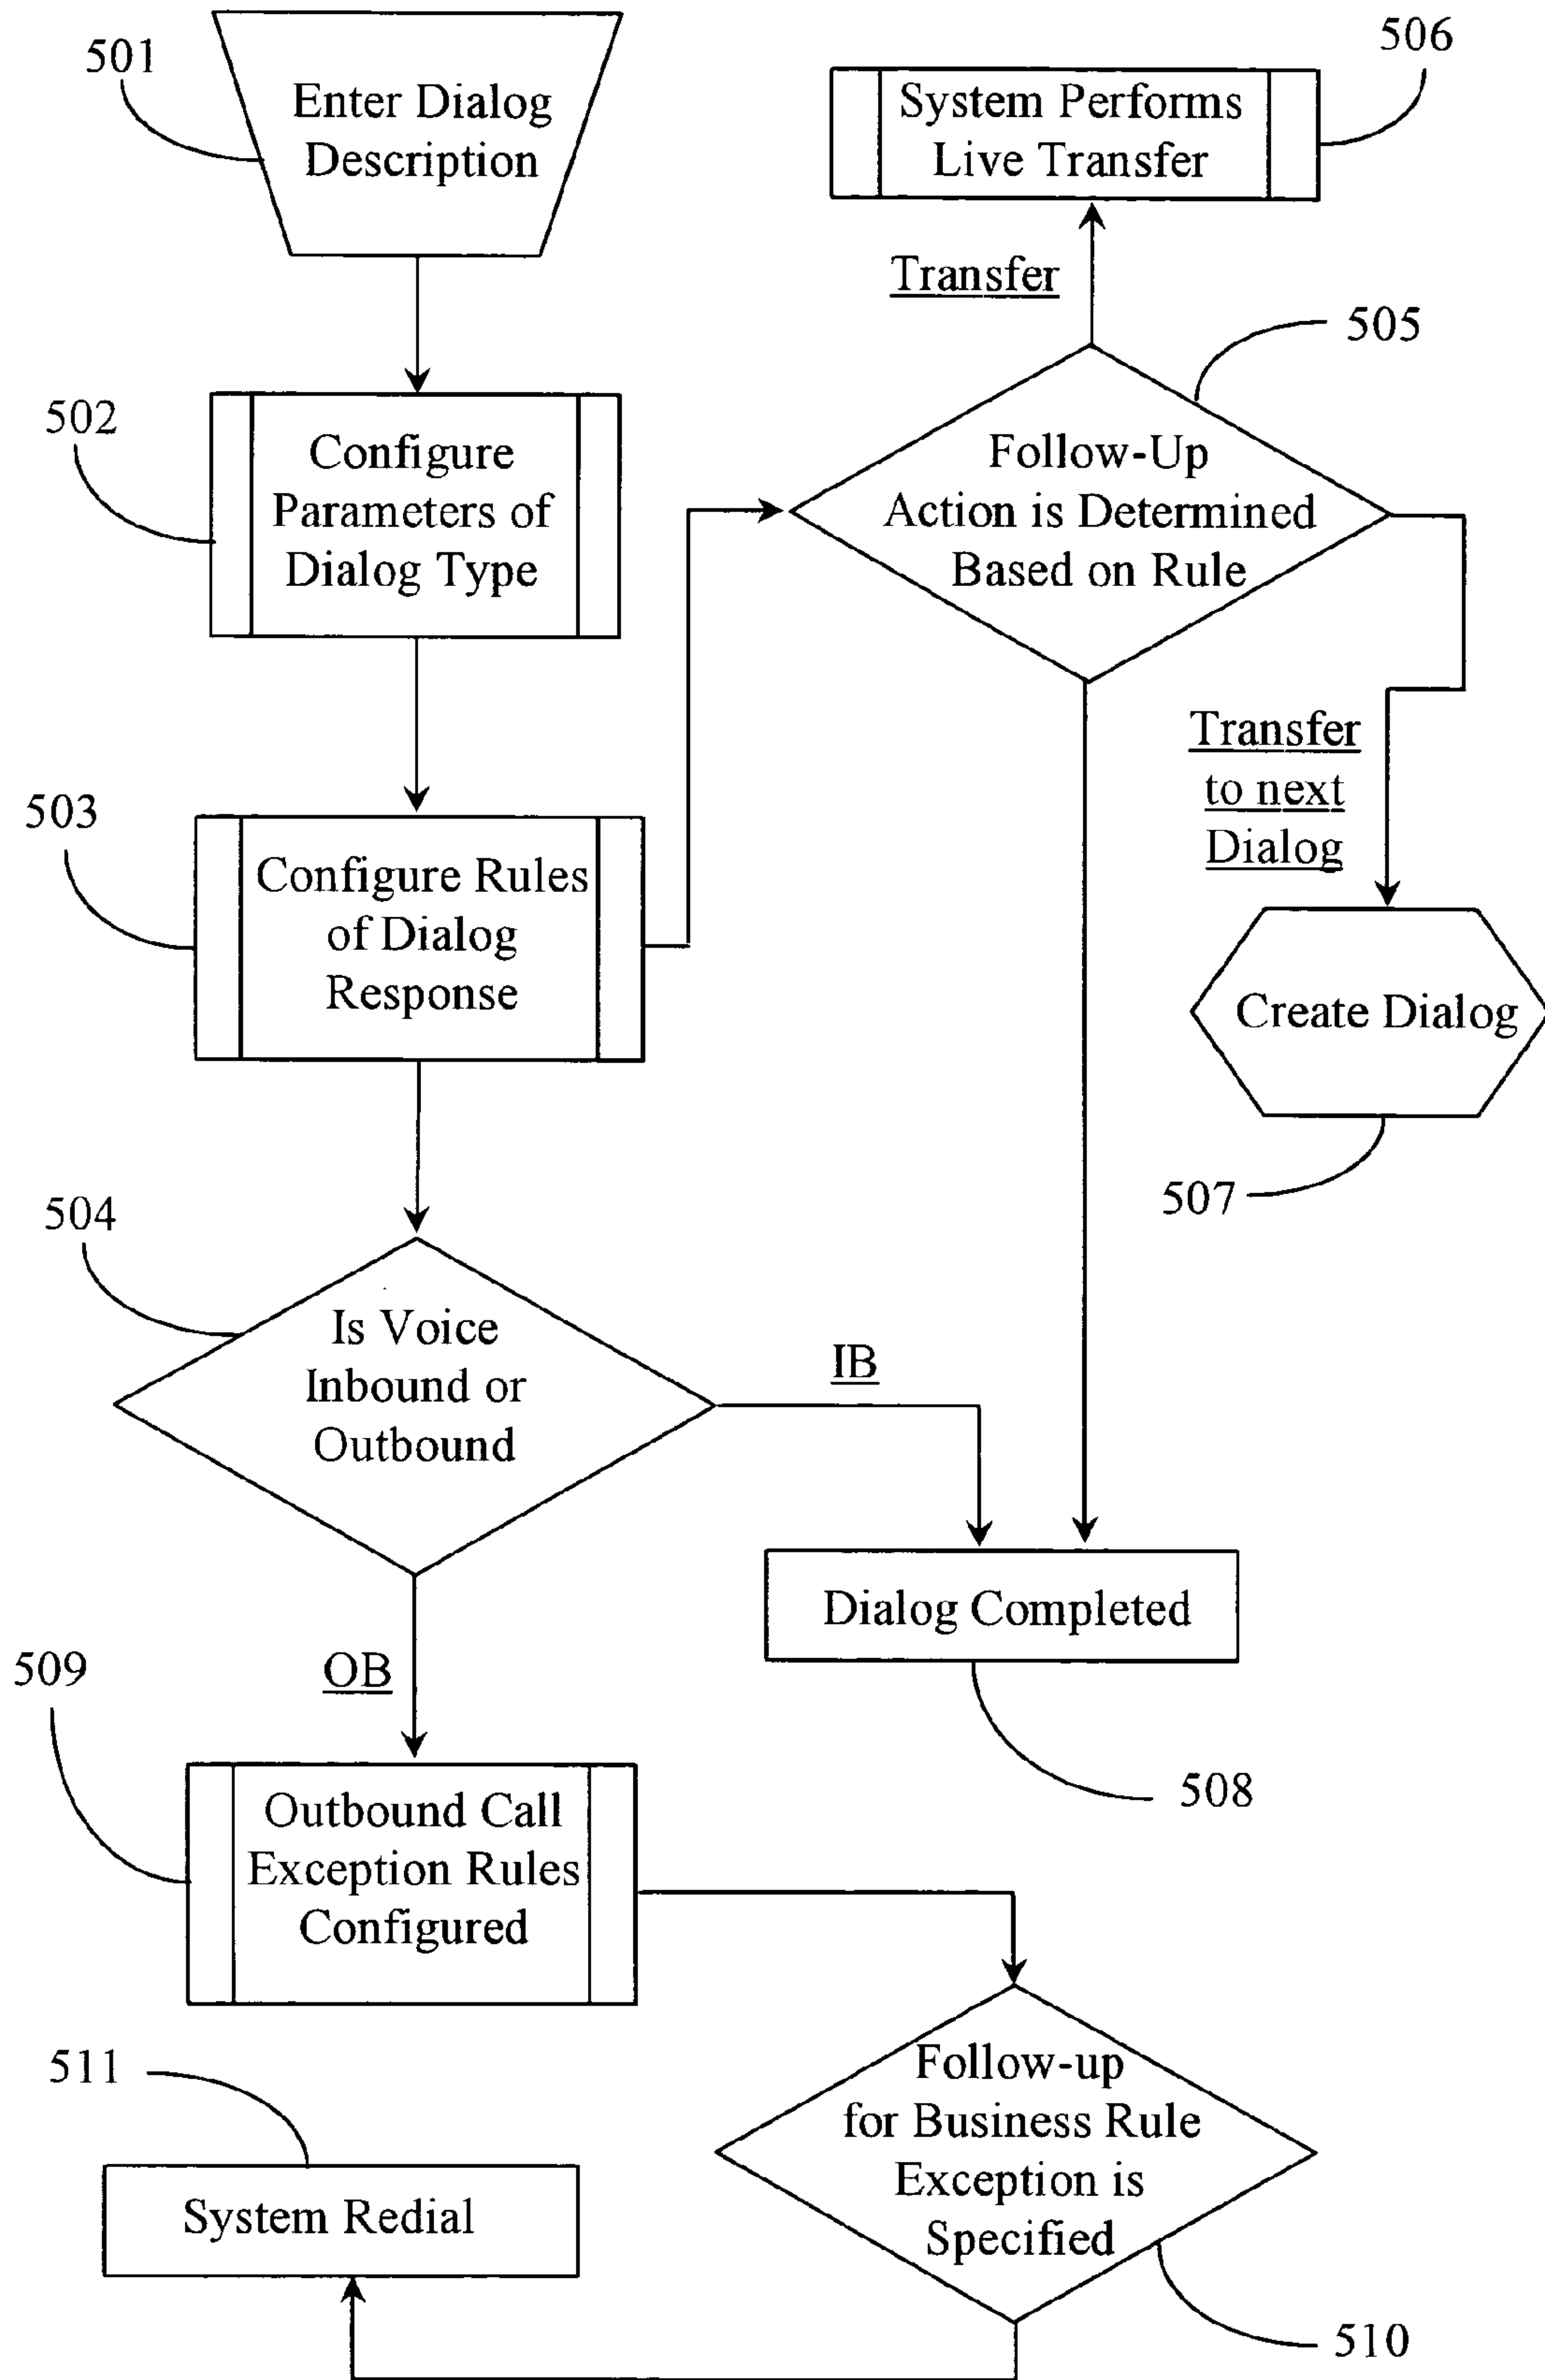 501
Enter Dialog
Description
506
System Performs
Live Transfer
Transfer
505
502
Configure
Parameters of
Dialog Type
Follow-Up
Action is Determined
Based on Rule
503
Configure Rules
of Dialog
Response
Transfer
to next
Dialog
Create Dialog
507
504
Is Voice
Inbound or
Outbound
IB
Dialog Completed
508
509
OB
Outbound Call
Exception Rules
Configured
511
System Redial
Follow-up
for Business Rule
Exception is
Specified
510